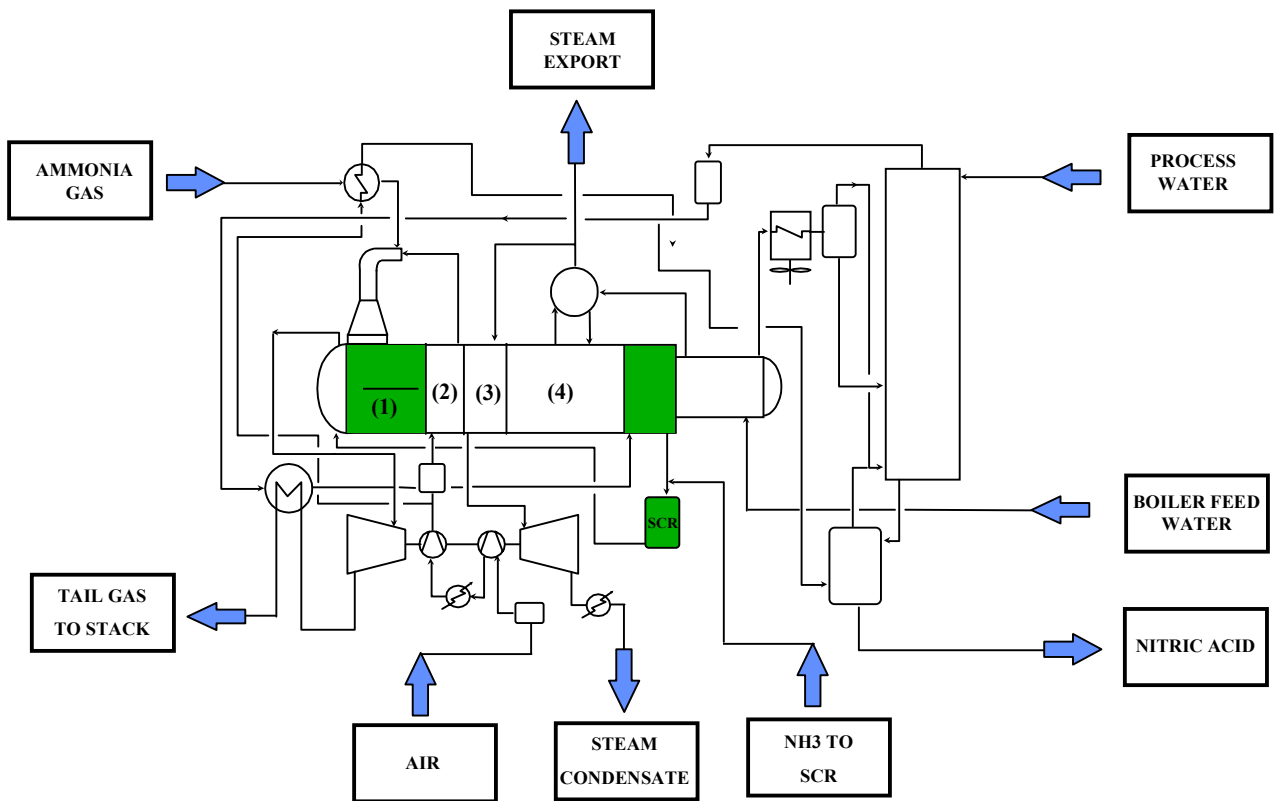 STEAM
EXPORT
AMMONIA
GAS
PROCESS
WATER
(1)
(2)
(3)
(4)
SCR
BOILER FEED
WATER
TAIL GAS
TO STACK
NITRIC ACID
AIR
STEAM
CONDENSATE
NH3 TO
SCR